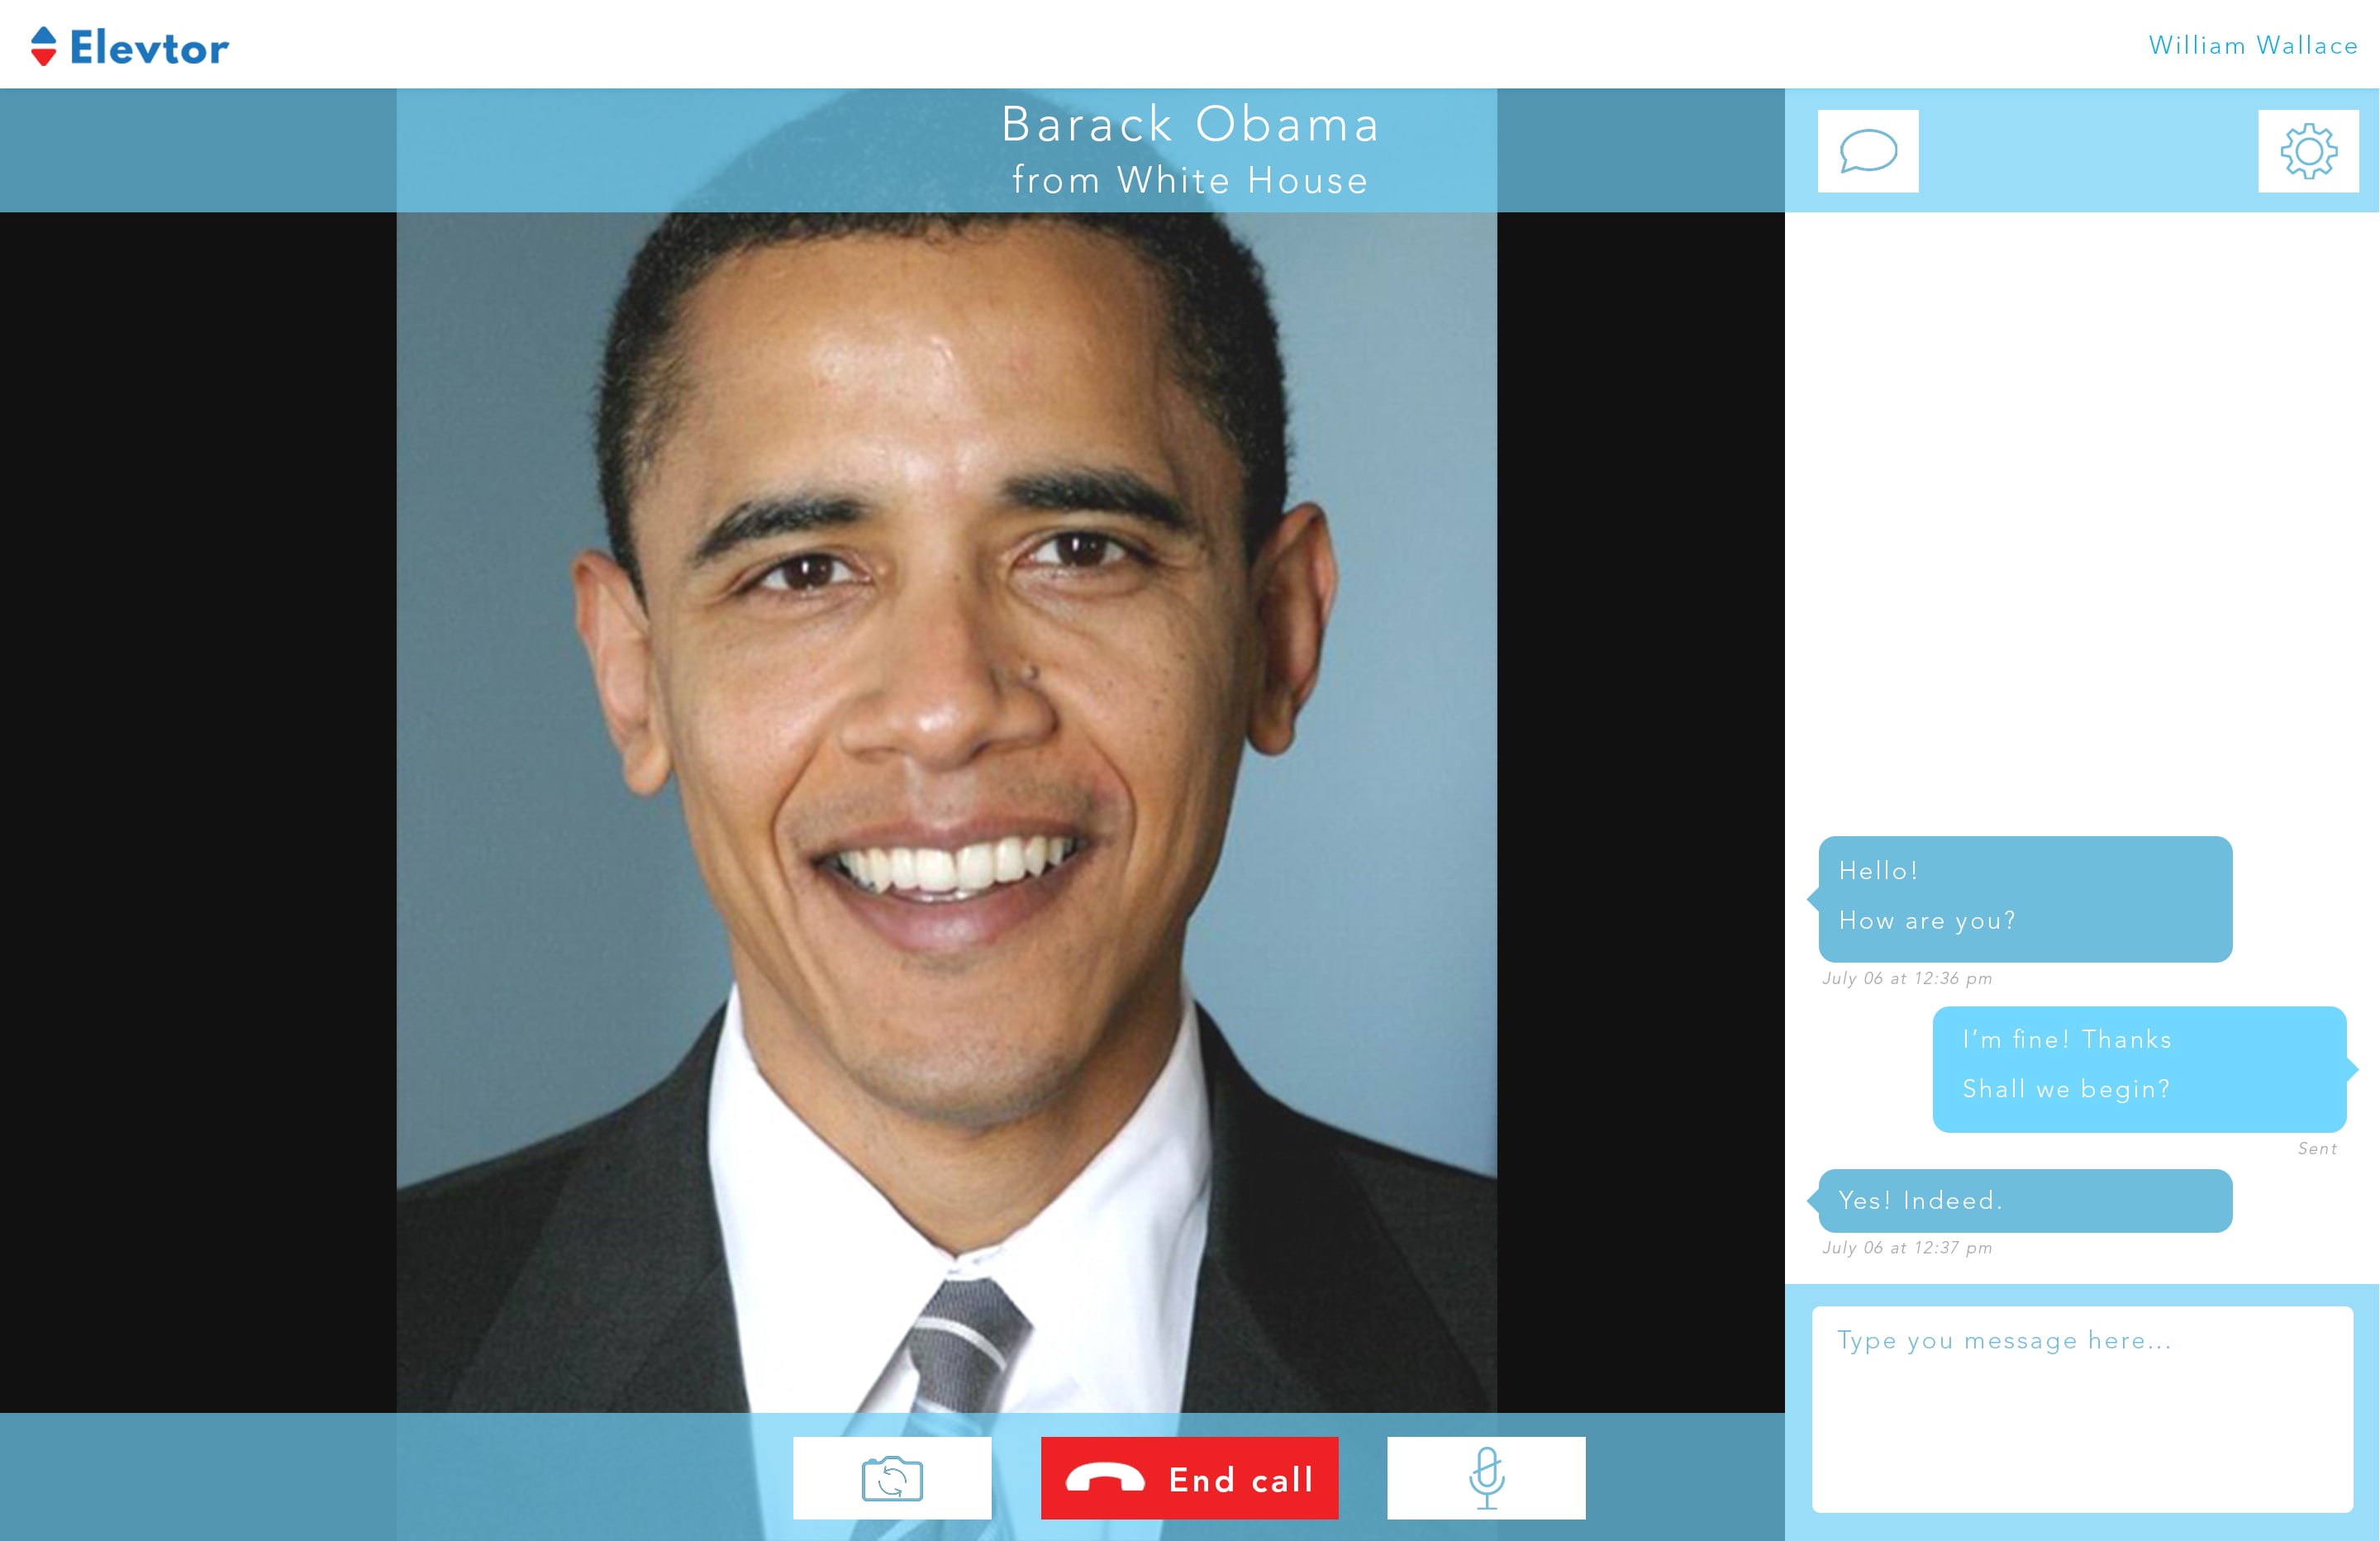 Elevtor
William Wallace
Barack Obama
from White House
Hello!
How are you?
July 06 at 12:36 pm
I'm fine! Thanks
Shall we begin?
Sent
Yes! Indeed.
July 06 at 12:37 pm
Type you message here...
End call